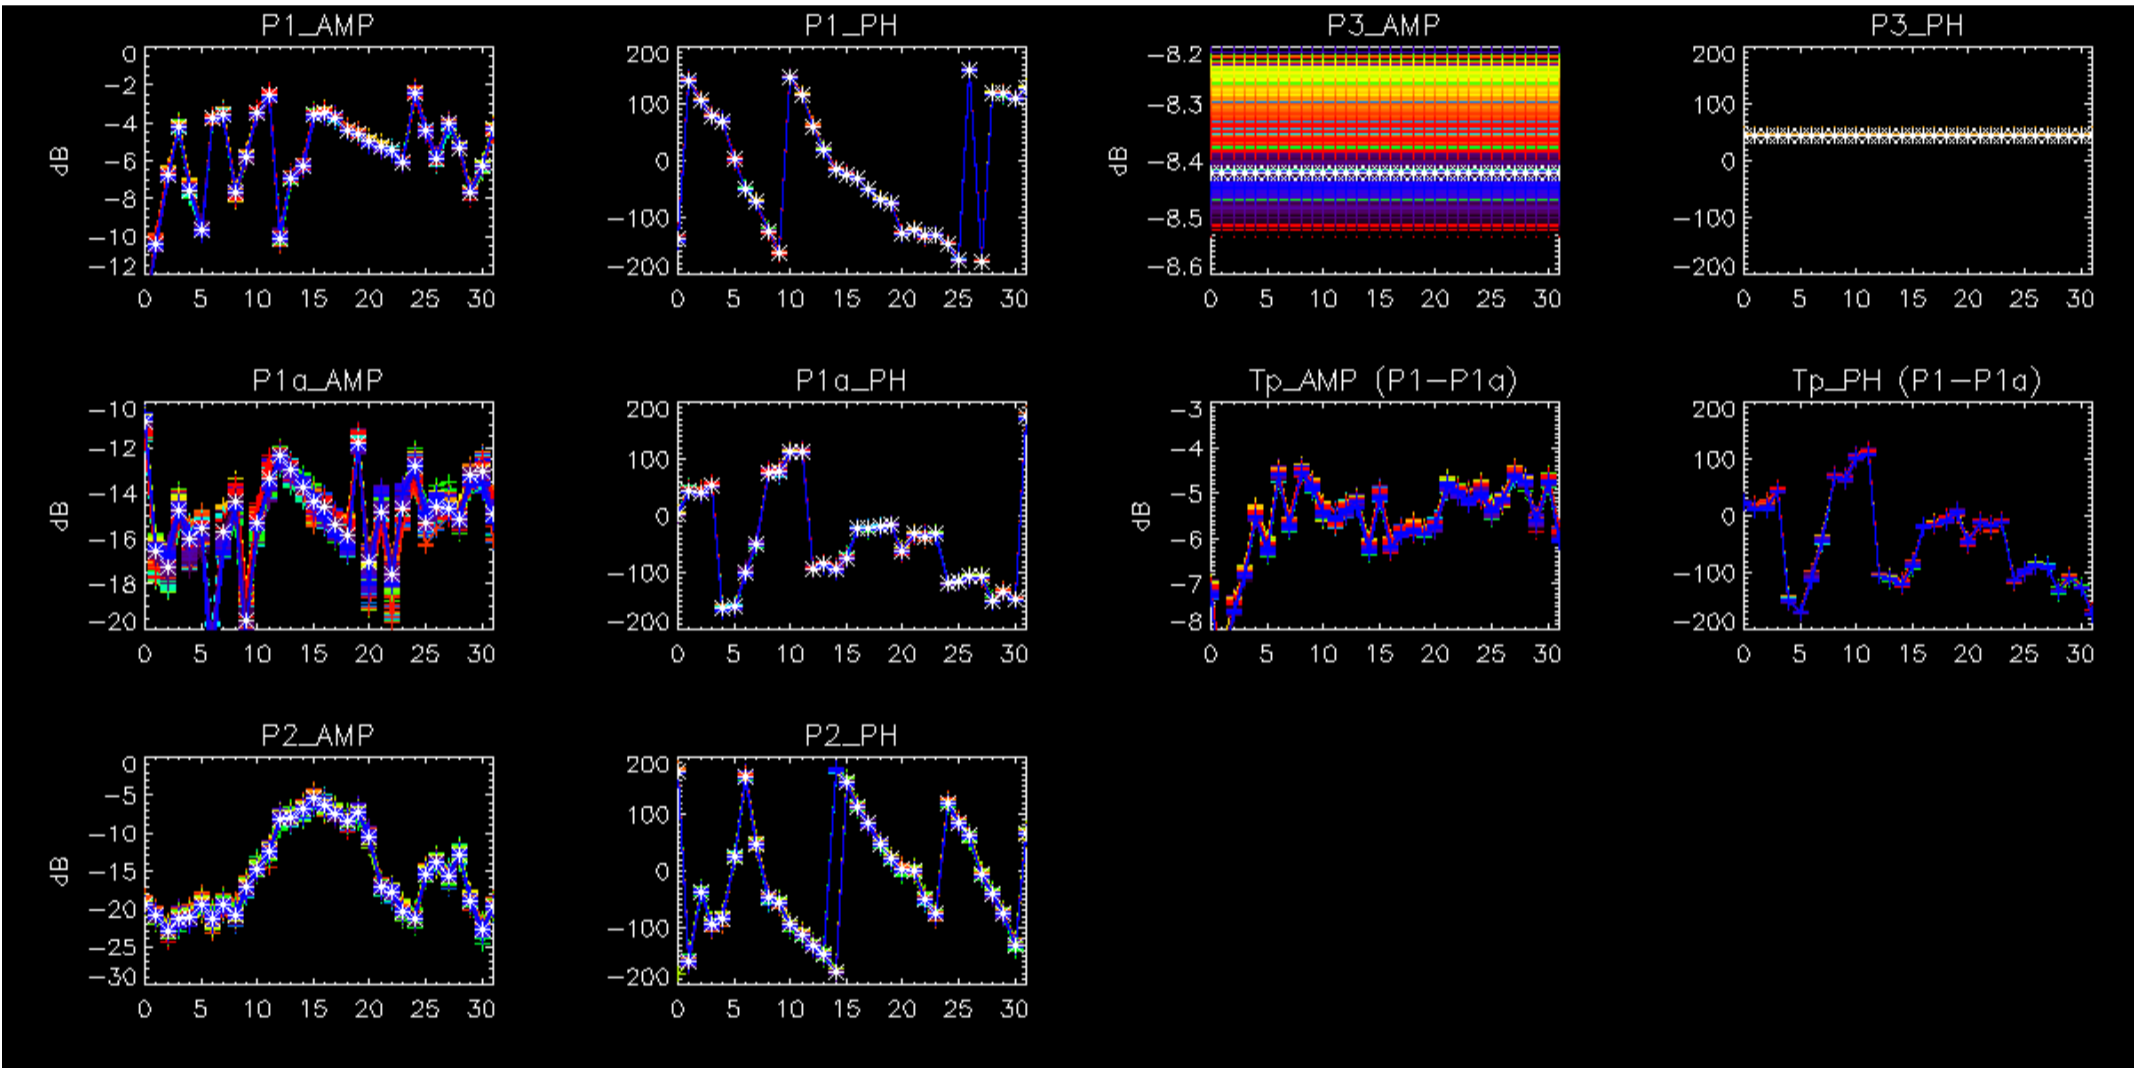 P1_AMP
P1_PH
P3_AMP
P3_PH
0
-2
-4
-6
-8
-10
-12
dB
0 5 10 15 20 25 30
200
100
0
-100
-200
0 5 10 15 20 25 30
-8.2
-8.3
-8.4
-8.5
-8.6
dB
0 5 10 15 20 25 30
200
100
0
-100
-200
0 5 10 15 20 25 30
P1a_AMP
P1a_PH
Tp_AMP (P1-P1a)
Tp_PH (P1-P1a)
-10
-12
-14
-16
-18
-20
dB
0 5 10 15 20 25 30
200
100
0
-100
-200
0 5 10 15 20 25 30
-3
-4
-5
-6
-7
-8
dB
0 5 10 15 20 25 30
200
100
0
-100
-200
0 5 10 15 20 25 30
P2_AMP
P2_PH
0
-5
-10
-15
-20
-25
-30
dB
0 5 10 15 20 25 30
200
100
0
-100
-200
0 5 10 15 20 25 30